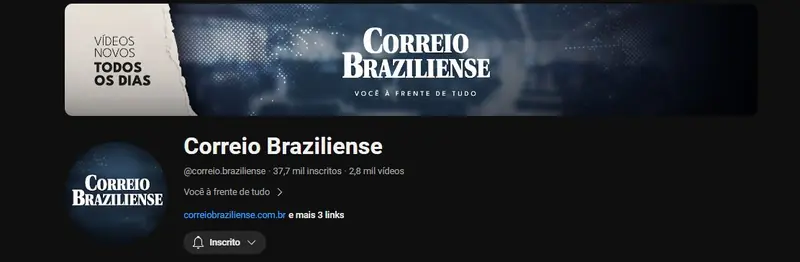 VÍDEOS
NOVOS
TODOS
OS DIAS
CORREIO
BRAZILIENSE
VOCÊ À FRENTE DE TUDO
CORREIO
BRAZILIENSE
Correio Braziliense
@correio.braziliense · 37,7 mil inscritos · 2,8 mil vídeos
Você à frente de tudo
correiobraziliense.com.br e mais 3 links
Inscrito